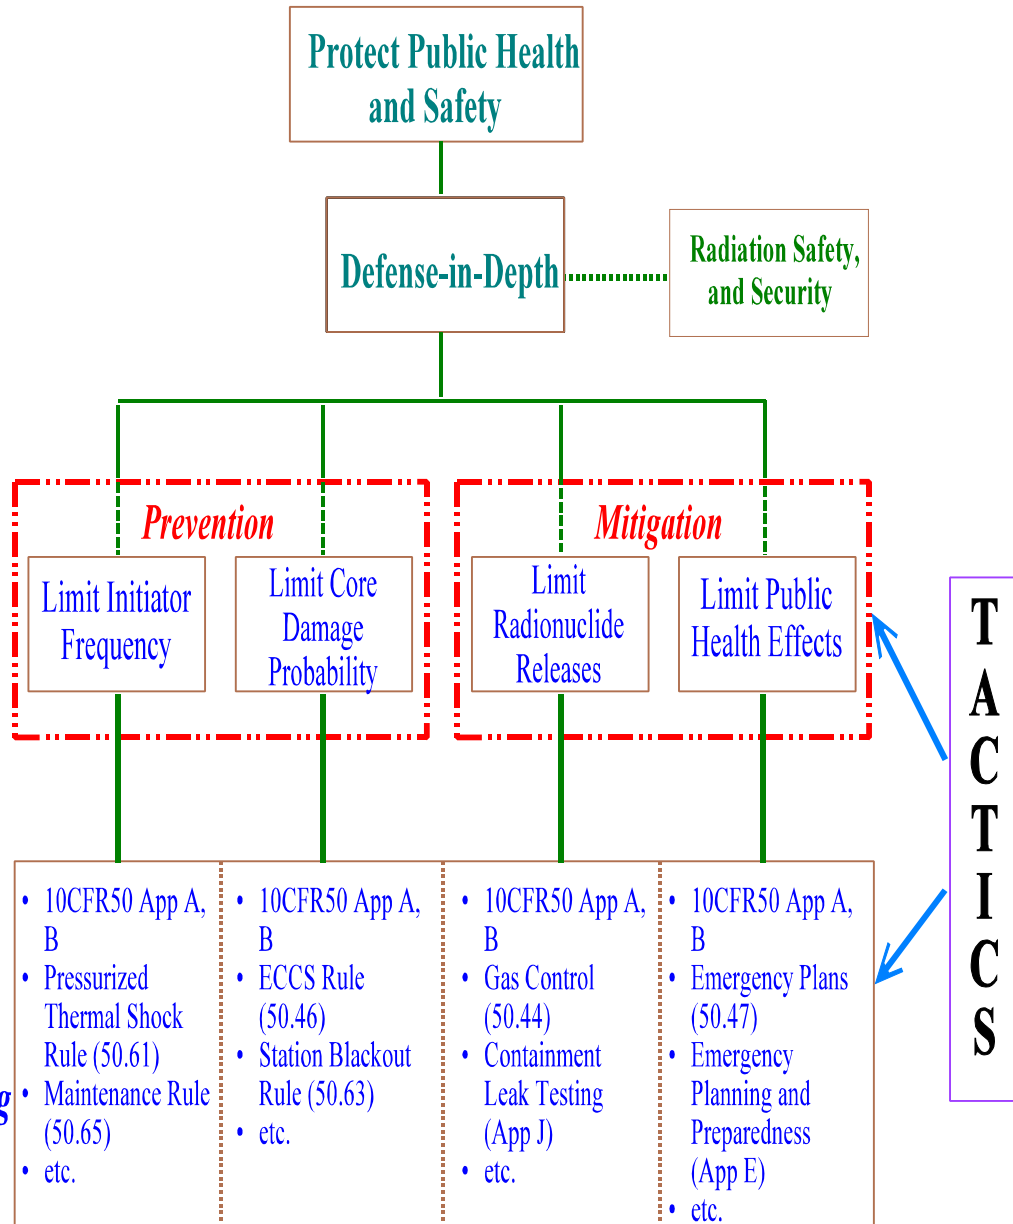 Protect Public Health
and Safety
Defense-in-Depth
Radiation Safety,
and Security
Prevention
Mitigation
Limit Initiator
Frequency
Limit Core
Damage
Probability
Limit
Radionuclide
Releases
Limit Public
Health Effects
T
A
C
T
I
C
S
• 10CFR50 App A,
B
• Pressurized
Thermal Shock
Rule (50.61)
• Maintenance Rule
(50.65)
• etc.
• 10CFR50 App A,
B
• ECCS Rule
(50.46)
• Station Blackout
Rule (50.63)
• etc.
• 10CFR50 App A,
B
• Gas Control
(50.44)
• Containment
Leak Testing
(App J)
• etc.
• 10CFR50 App A,
B
• Emergency Plans
(50.47)
• Emergency
Planning and
Preparedness
(App E)
• etc.
g